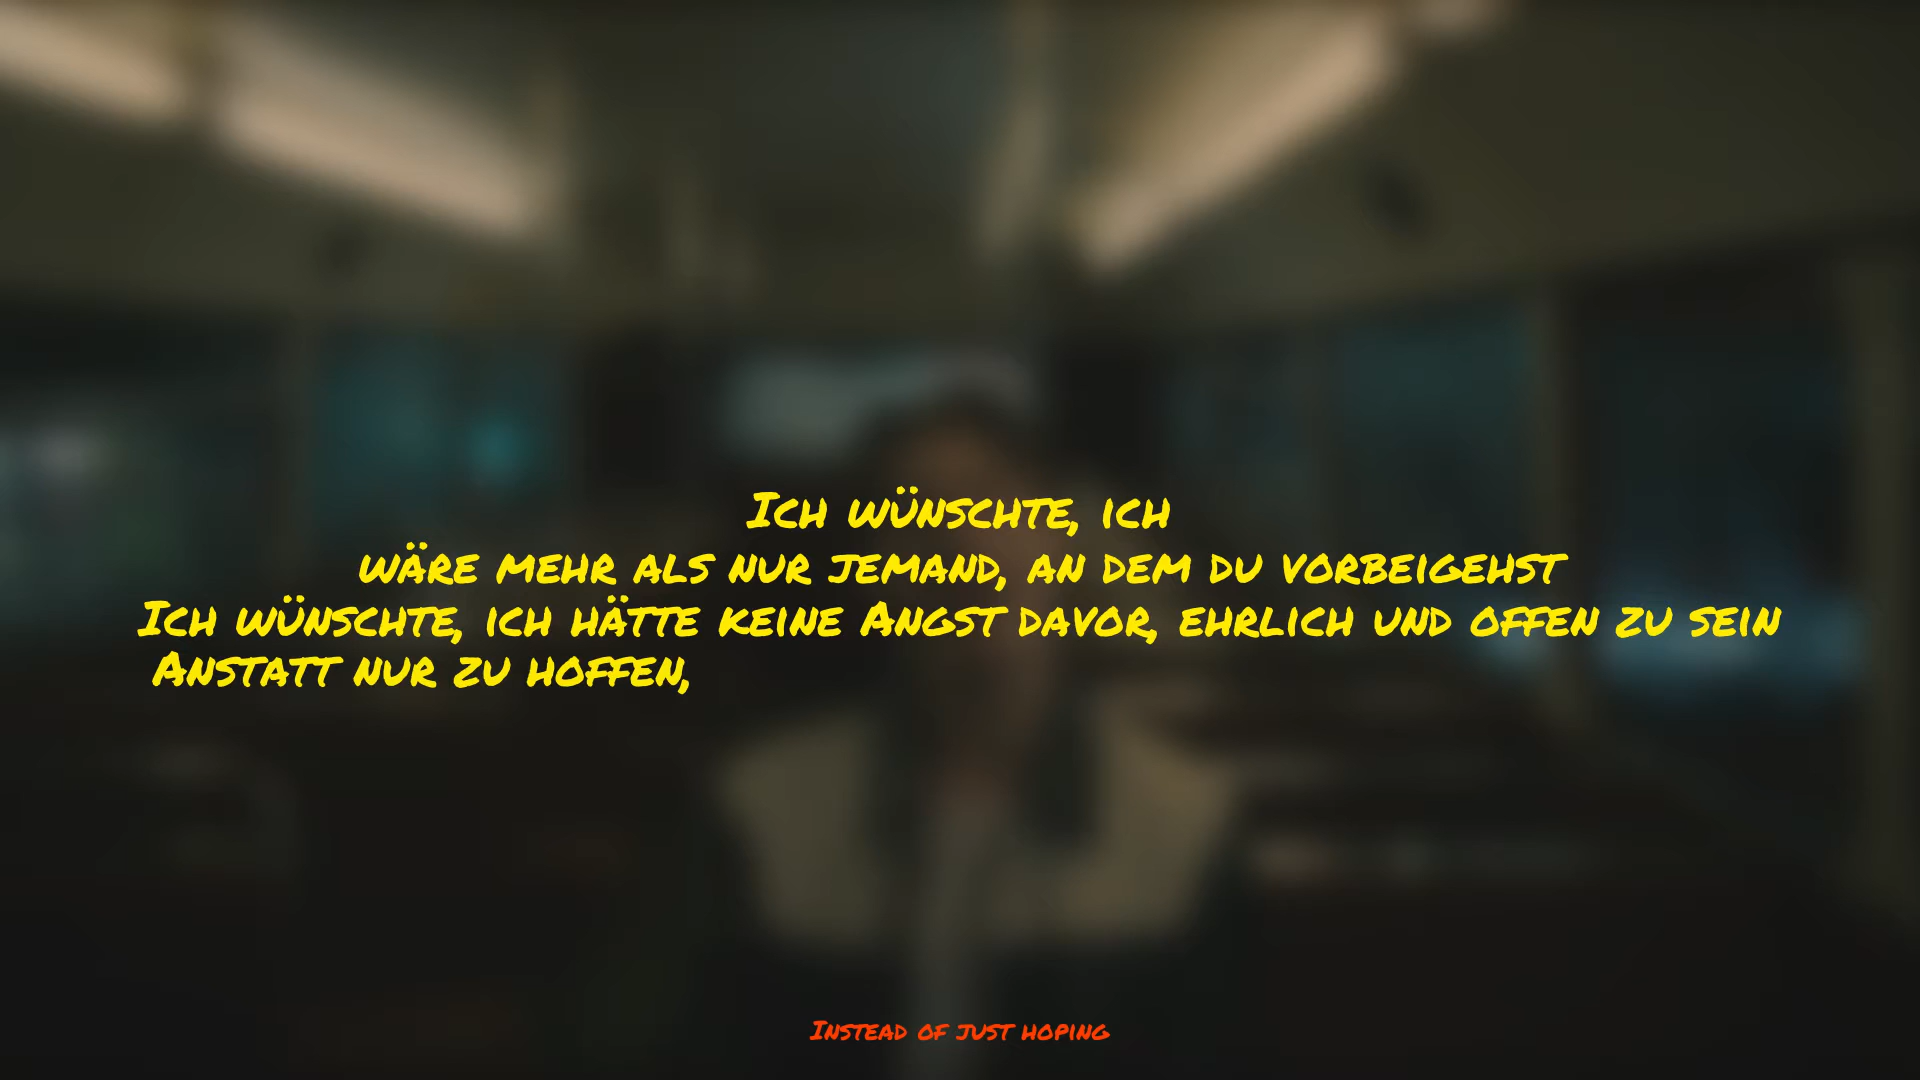 Ich wünschte, ich
wäre mehr als nur jemand, an dem du vorbeigehst
Ich wünschte, ich hätte keine Angst davor, ehrlich und offen zu sein
Anstatt nur zu hoffen,
Instead of just hoping